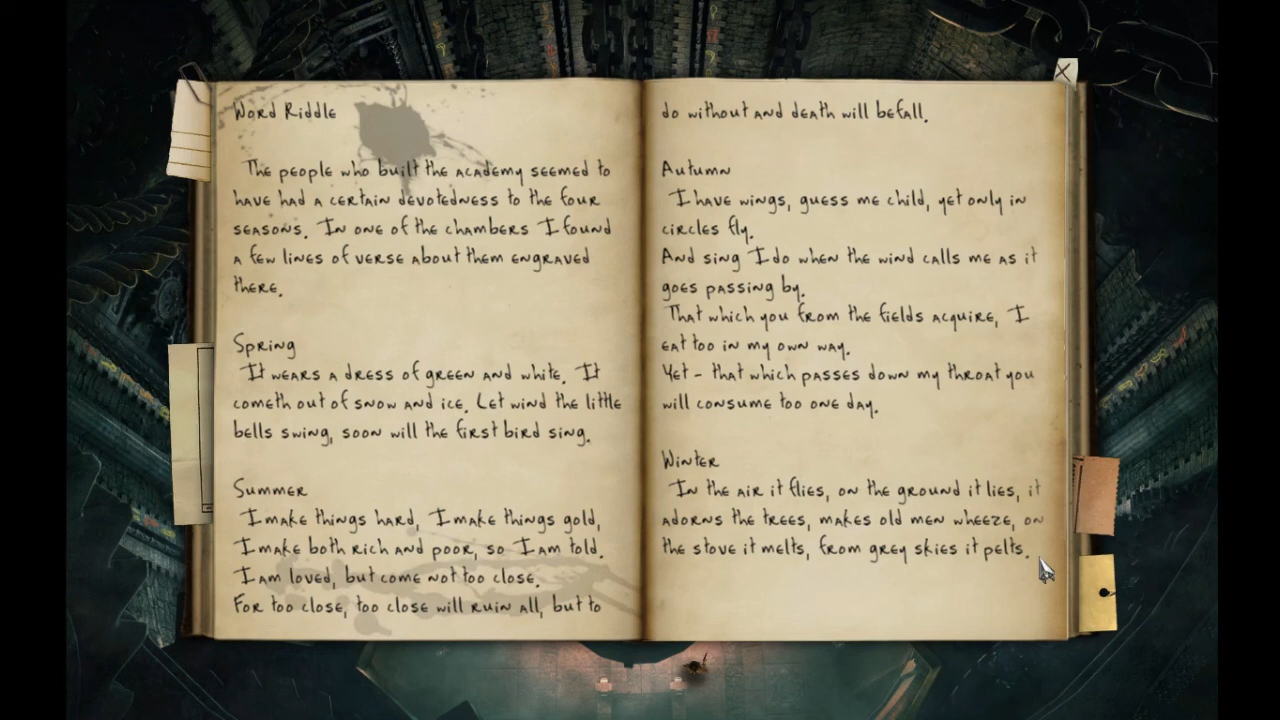 Word Riddle
The people who built the academy seemed to
have had a certain devotedness to the four
seasons. In one of the chambers I found
a few lines of verse about them engraved
there.
Spring
It wears a dress of green and white. It
cometh out of snow and ice. Let wind the little
bells swing, soon will the first bird sing.
Summer
I make things hard, I make things gold,
I make both rich and poor, so I am told.
I am loved, but come not too close.
For too close, too close will ruin all, but to
do without and death will befall.
Autumn
I have wings, guess me child, yet only in
circles fly.
And sing I do when the wind calls me as it
goes passing by.
That which you from the fields acquire, I
eat too in my own way.
Yet - that which passes down my throat you
will consume too one day.
Winter
In the air it flies, on the ground it lies, it
adorns the trees, makes old men wheeze, on
the stove it melts, from grey skies it pelts.